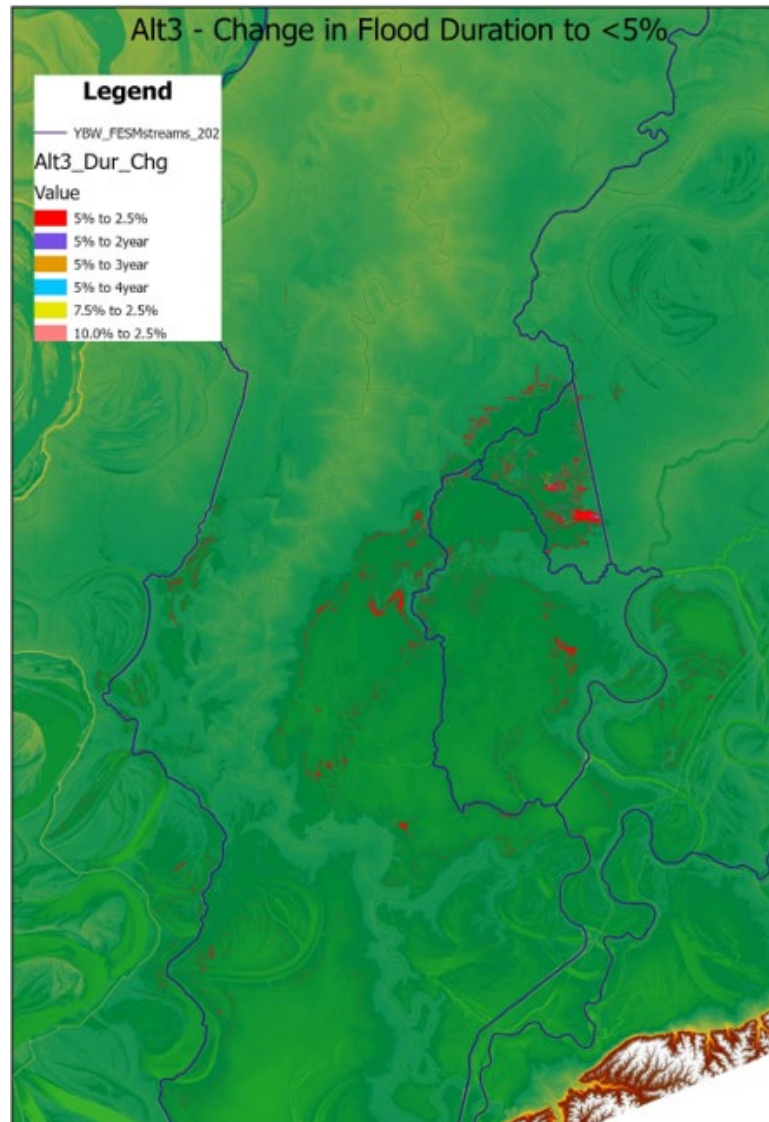 Alt3 - Change in Flood Duration to <5%
Legend
YBW_FESMstreams_202
Alt3_Dur_Chg
Value
5% to 2.5%
5% to 2year
5% to 3year
5% to 4year
7.5% to 2.5%
10.0% to 2.5%